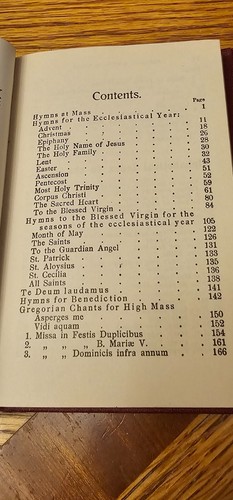 Contents.
Page
Hymns at Mass 1
Hymns for the Ecclesiastical Year:
Advent 11
Christmas 18
Epiphany 26
The Holy Name of Jesus 28
The Holy Family 30
Lent 32
Easter 43
Ascension 51
Pentecost 52
Most Holy Trinity 59
Corpus Christi 61
The Sacred Heart 80
To the Blessed Virgin 84
Hymns to the Blessed Virgin for the
seasons of the ecclesiastical year 105
Month of May 122
The Saints 126
To the Guardian Angel 131
St. Patrick 133
St. Aloysius 135
St. Cecilia 136
All Saints 138
Te Deum laudamus 141
Hymns for Benediction 142
Gregorian Chants for High Mass
Asperges me 150
Vidi aquam 152
1. Missa in Festis Duplicibus 154
2. „ „ „ B. Mariæ V. 161
3. „ „ Dominicis infra annum 166